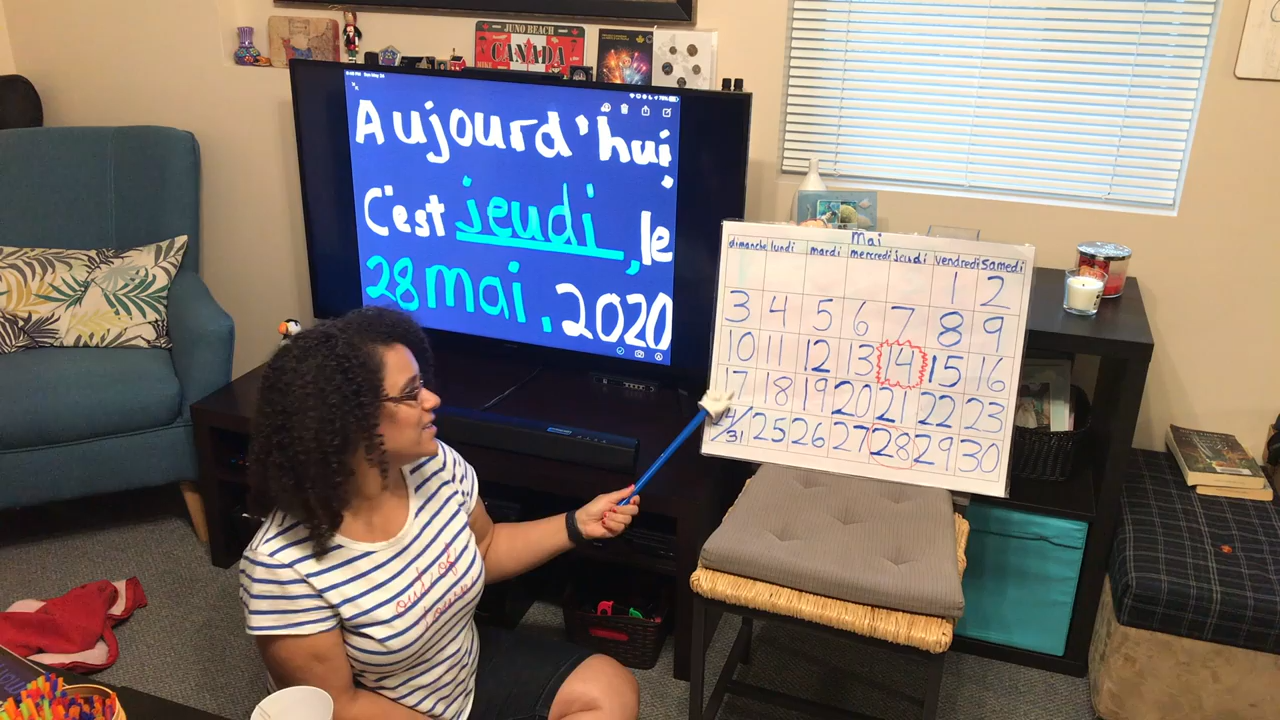 JUNO BEACH
CANADA
Aujourd'hui,
C'est jeudi, le
28 mai. 2020
Mai
dimanche lundi mardi mercredi jeudi vendredi Samedi
1 2
3 4 5 6 7 8 9
10 11 12 13 14 15 16
17 18 19 20 21 22 23
24/31 25 26 27 28 29 30
out of